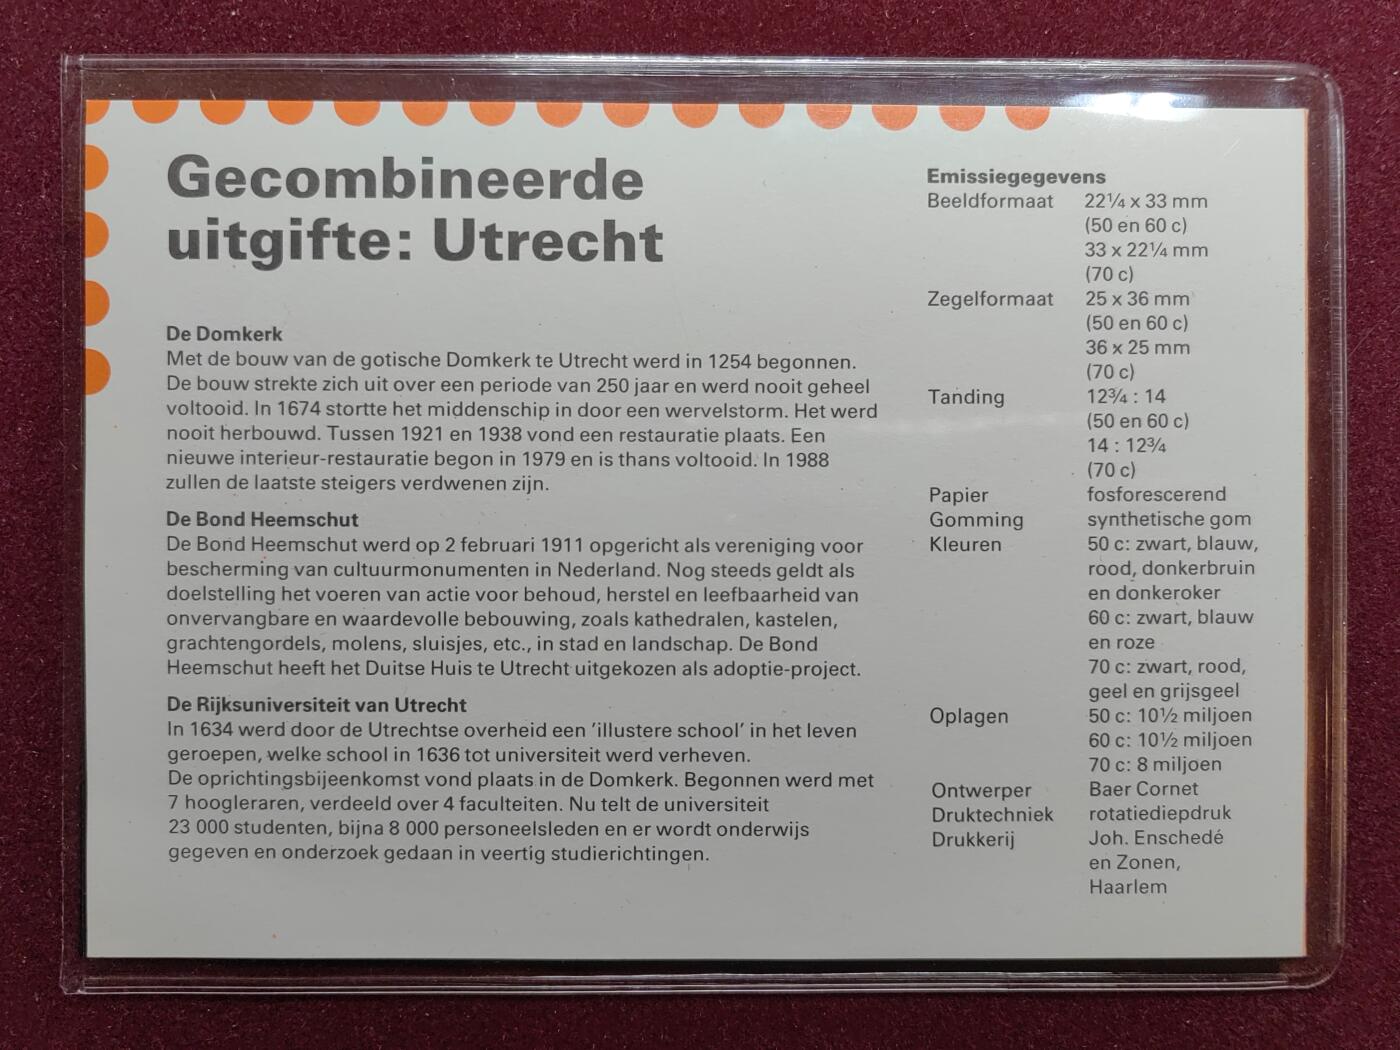 Gecombineerde
uitgifte: Utrecht
De Domkerk
Met de bouw van de gotische Domkerk te Utrecht werd in 1254 begonnen.
De bouw strekte zich uit over een periode van 250 jaar en werd nooit geheel
voltooid. In 1674 stortte het middenschip in door een wervelstorm. Het werd
nooit herbouwd. Tussen 1921 en 1938 vond een restauratie plaats. Een
nieuwe interieur-restauratie begon in 1979 en is thans voltooid. In 1988
zullen de laatste steigers verdwenen zijn.
De Bond Heemschut
De Bond Heemschut werd op 2 februari 1911 opgericht als vereniging voor
bescherming van cultuurmonumenten in Nederland. Nog steeds geldt als
doelstelling het voeren van actie voor behoud, herstel en leefbaarheid van
onvervangbare en waardevolle bebouwing, zoals kathedralen, kastelen,
grachtengordels, molens, sluisjes, etc., in stad en landschap. De Bond
Heemschut heeft het Duitse Huis te Utrecht uitgekozen als adoptie-project.
De Rijksuniversiteit van Utrecht
In 1634 werd door de Utrechtse overheid een 'illustere school' in het leven
geroepen, welke school in 1636 tot universiteit werd verheven.
De oprichtingsbijeenkomst vond plaats in de Domkerk. Begonnen werd met
7 hoogleraren, verdeeld over 4 faculteiten. Nu telt de universiteit
23 000 studenten, bijna 8 000 personeelsleden en er wordt onderwijs
gegeven en onderzoek gedaan in veertig studierichtingen.
Emissiegegevens
Beeldformaat 22¼ x 33 mm
(50 en 60 c)
33 x 22¼ mm
(70 c)
Zegelformaat 25 x 36 mm
(50 en 60 c)
36 x 25 mm
(70 c)
Tanding 12¾ : 14
(50 en 60 c)
14 : 12¾
(70 c)
Papier fosforescerend
Gomming synthetische gom
Kleuren 50 c: zwart, blauw,
rood, donkerbruin
en donkeroker
60 c: zwart, blauw
en roze
70 c: zwart, rood,
geel en grijsgeel
Oplagen 50 c: 10½ miljoen
60 c: 10½ miljoen
70 c: 8 miljoen
Ontwerper Baer Cornet
Druktechniek rotatiediepdruk
Drukkerij Joh. Enschedé
en Zonen,
Haarlem